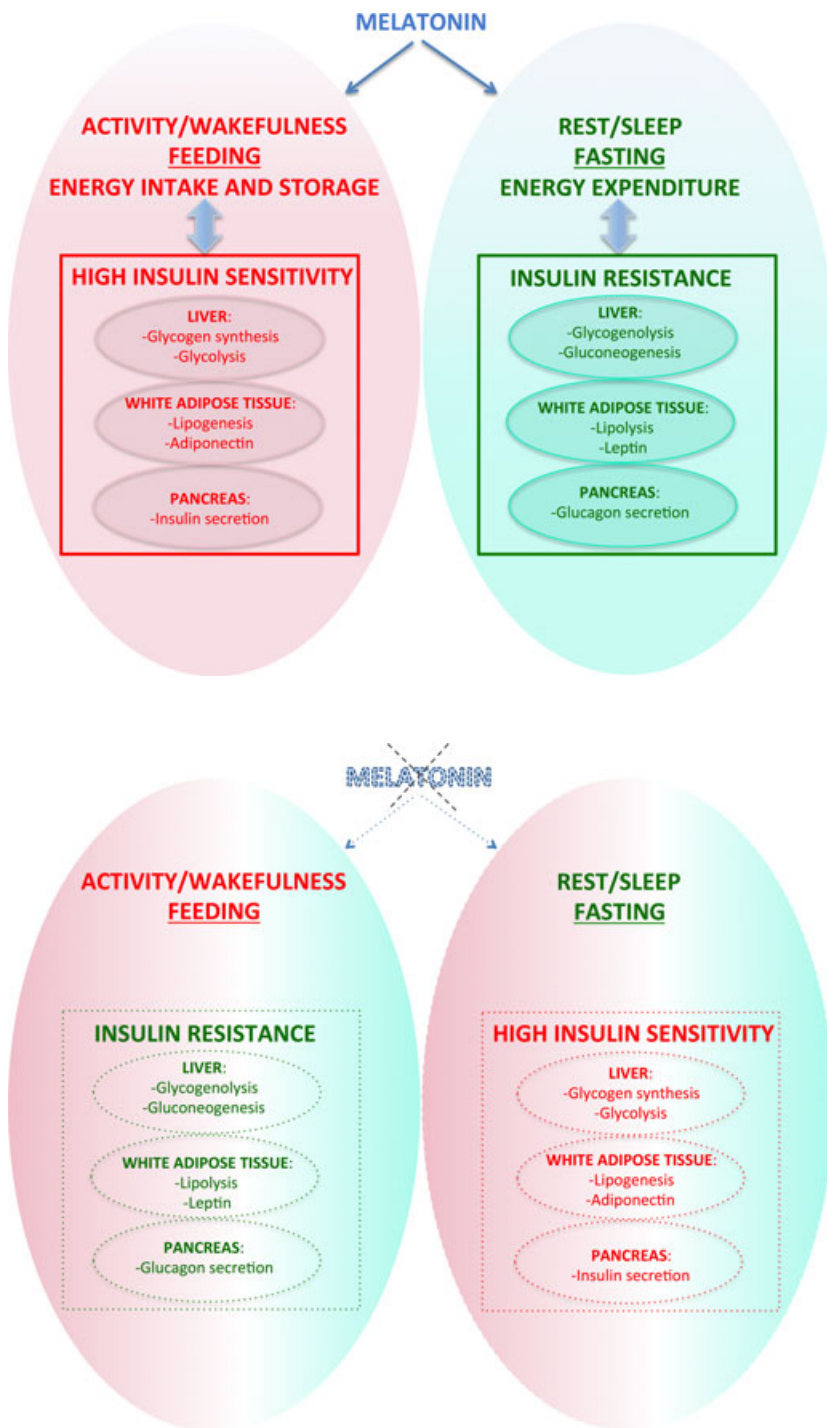 MELATONIN
ACTIVITY/WAKEFULNESS
FEEDING
ENERGY INTAKE AND STORAGE
HIGH INSULIN SENSITIVITY
LIVER:
-Glycogen synthesis
-Glycolysis
WHITE ADIPOSE TISSUE:
-Lipogenesis
-Adiponectin
PANCREAS:
-Insulin secretion
REST/SLEEP
FASTING
ENERGY EXPENDITURE
INSULIN RESISTANCE
LIVER:
-Glycogenolysis
-Gluconeogenesis
WHITE ADIPOSE TISSUE:
-Lipolysis
-Leptin
PANCREAS:
-Glucagon secretion
MELATONIN
ACTIVITY/WAKEFULNESS
FEEDING
INSULIN RESISTANCE
LIVER:
-Glycogenolysis
-Gluconeogenesis
WHITE ADIPOSE TISSUE:
-Lipolysis
-Leptin
PANCREAS:
-Glucagon secretion
REST/SLEEP
FASTING
HIGH INSULIN SENSITIVITY
LIVER:
-Glycogen synthesis
-Glycolysis
WHITE ADIPOSE TISSUE:
-Lipogenesis
-Adiponectin
PANCREAS:
-Insulin secretion